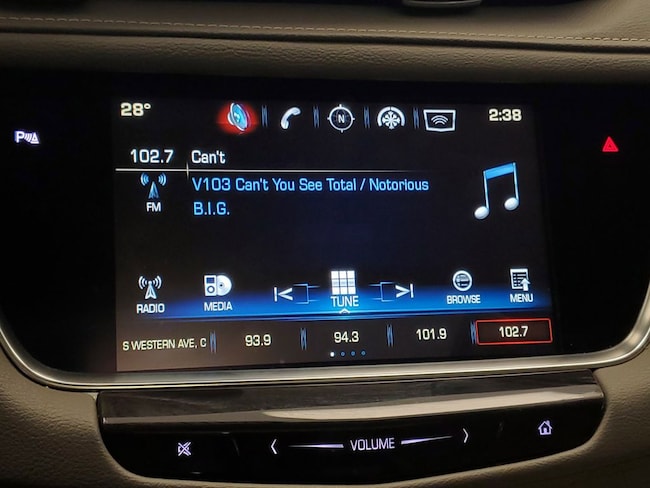 28°
N
2:38
P
102.7 Can't
V103 Can't You See Total / Notorious
FM
B.I.G.
RADIO MEDIA TUNE BROWSE MENU
S WESTERN AVE, C 93.9 94.3 101.9 102.7
VOLUME